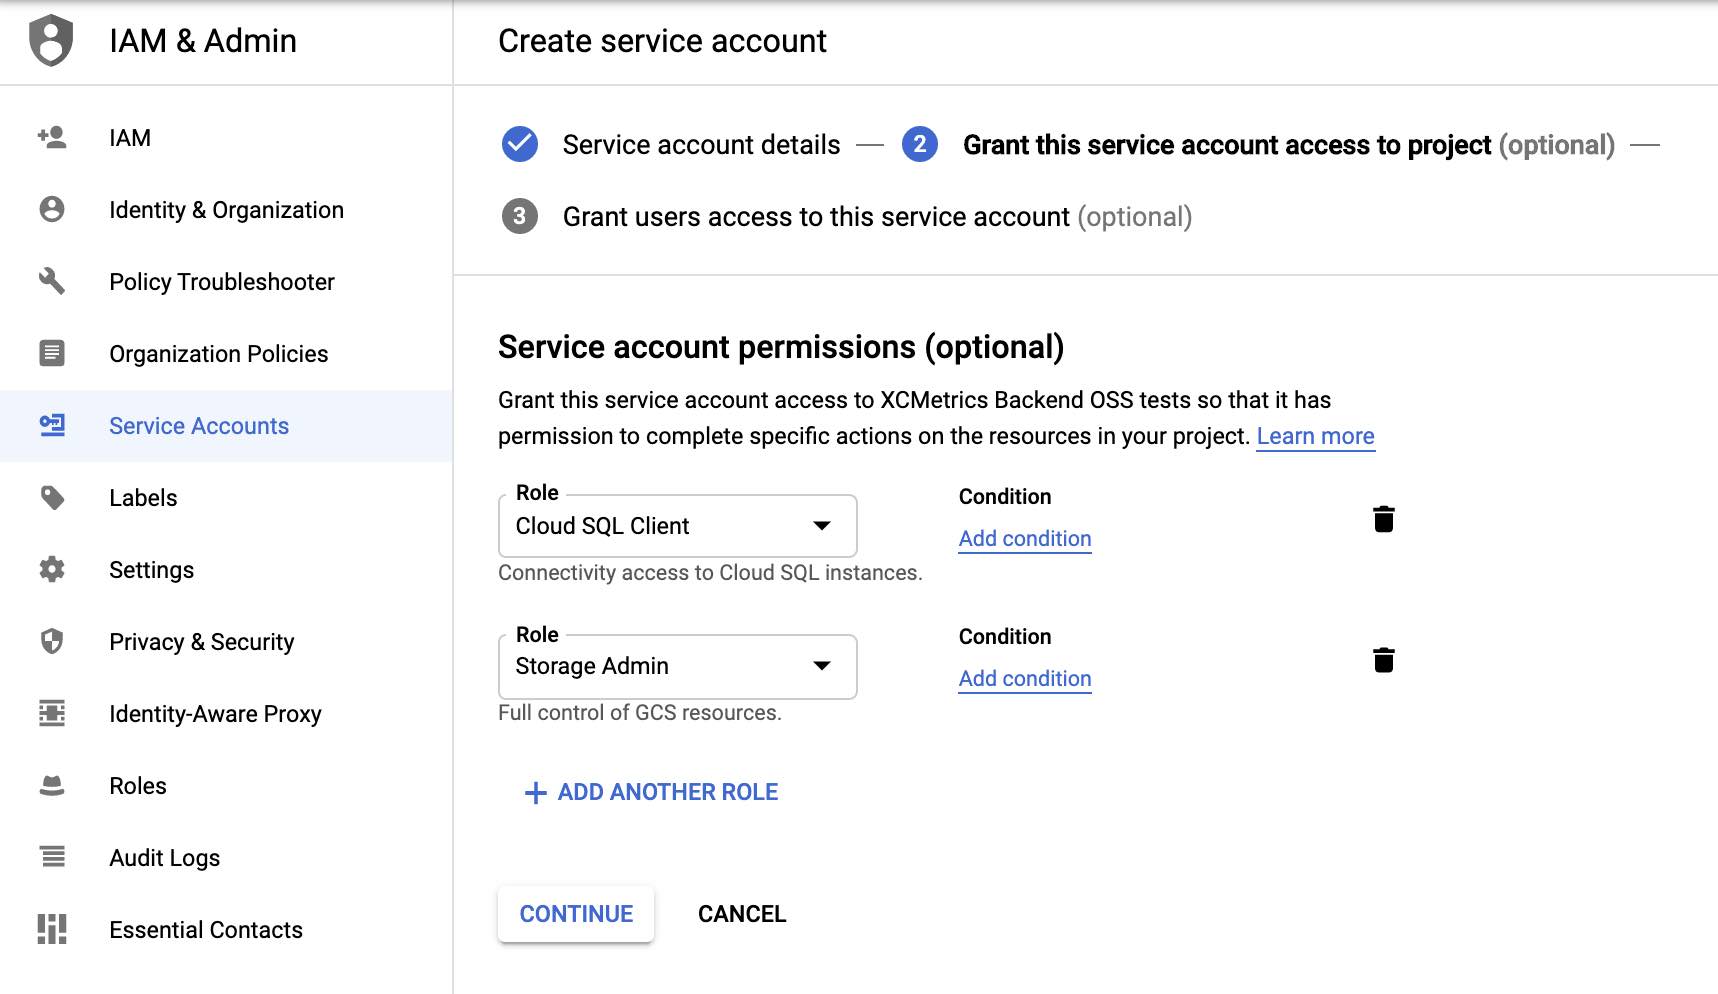 IAM & Admin
Create service account
IAM
Identity & Organization
Policy Troubleshooter
Organization Policies
Service Accounts
Labels
Settings
Privacy & Security
Identity-Aware Proxy
Roles
Audit Logs
Essential Contacts
Service account details — 2 Grant this service account access to project (optional) —
3 Grant users access to this service account (optional)
Service account permissions (optional)
Grant this service account access to XCMetrics Backend OSS tests so that it has
permission to complete specific actions on the resources in your project. Learn more
Role
Cloud SQL Client
Connectivity access to Cloud SQL instances.
Condition
Add condition
Role
Storage Admin
Full control of GCS resources.
Condition
Add condition
+ ADD ANOTHER ROLE
CONTINUE CANCEL